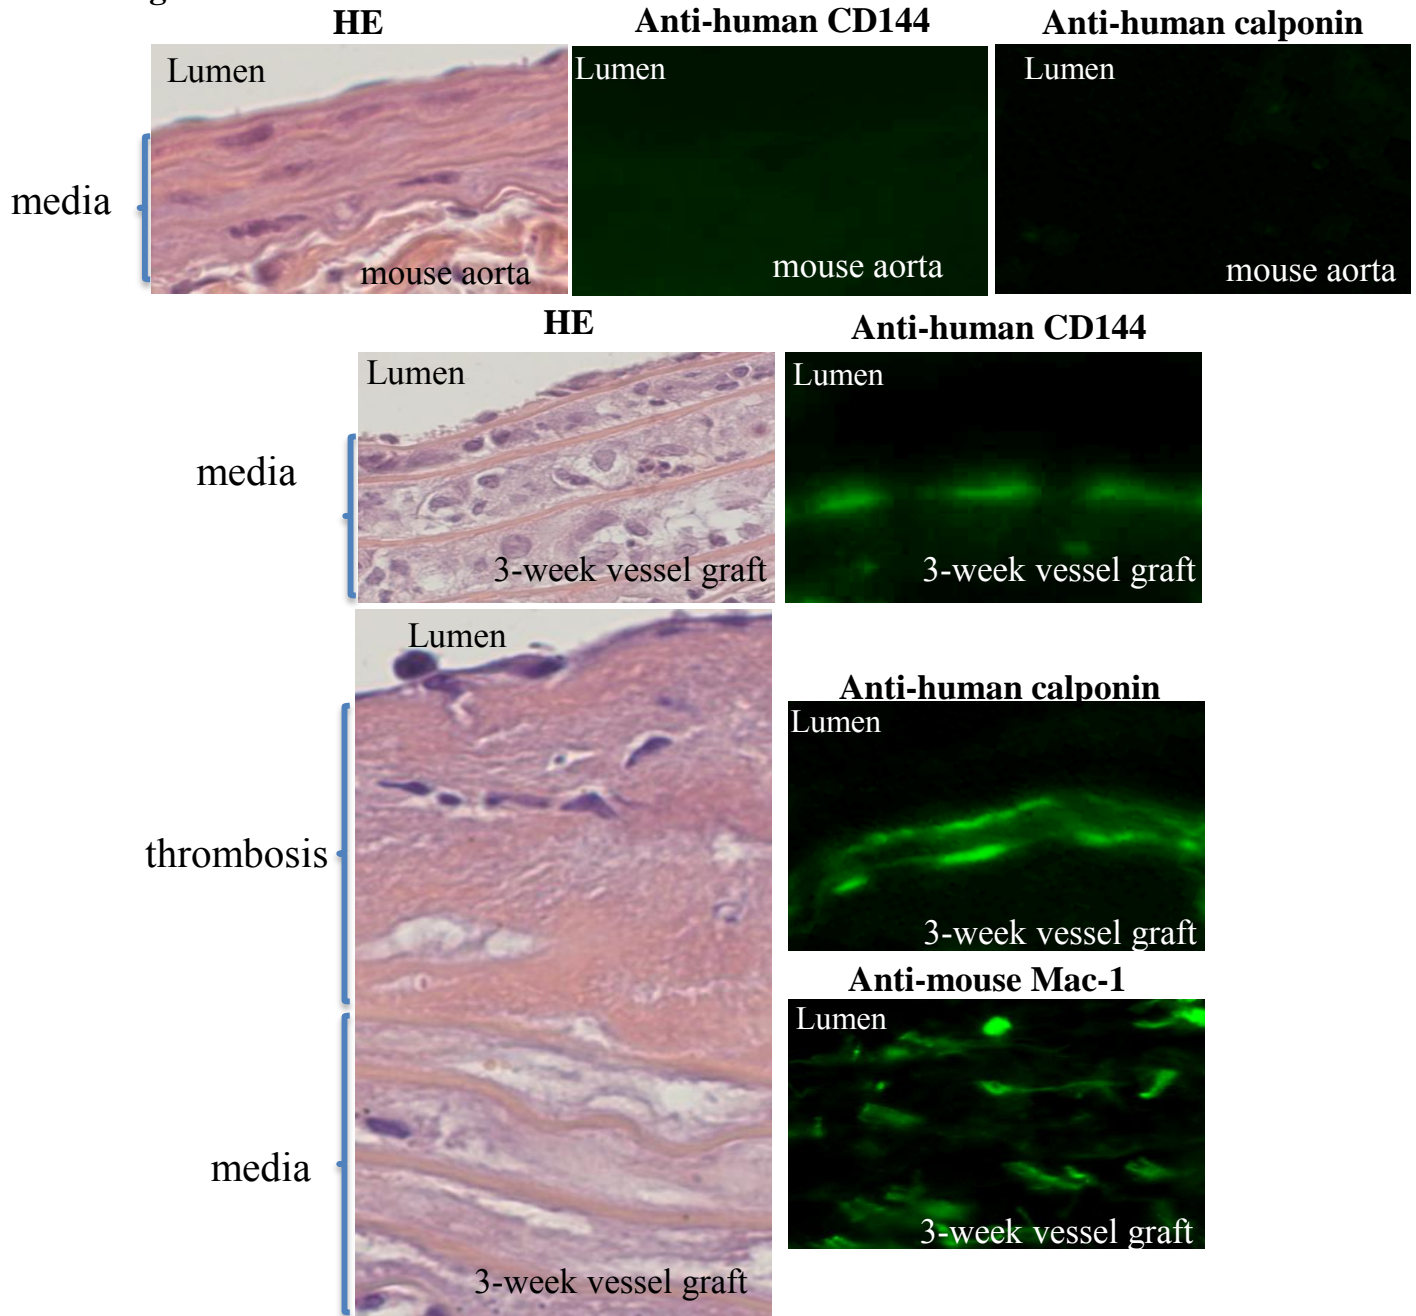 HE
Anti-human CD144
Anti-human calponin
Lumen
Lumen
Lumen
media
mouse aorta
mouse aorta
mouse aorta
HE
Anti-human CD144
Lumen
Lumen
media
3-week vessel graft
3-week vessel graft
Lumen
Anti-human calponin
Lumen
thrombosis
3-week vessel graft
Anti-mouse Mac-1
Lumen
media
3-week vessel graft
3-week vessel graft